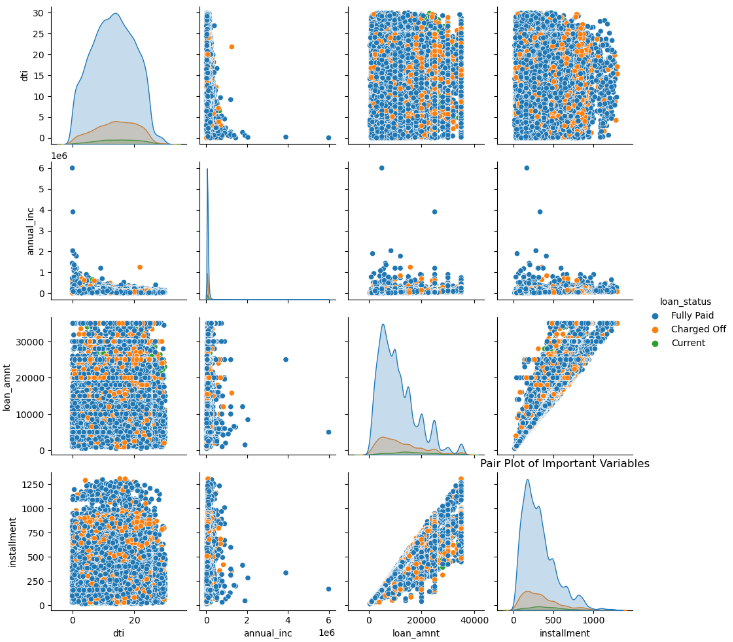 30
25
20
15
10
5
0
dti
1e6
6
5
4
3
2
1
0
annual_inc
loan_status
Fully Paid
Charged Off
Current
30000
20000
10000
0
loan_amnt
Pair Plot of Important Variables
1250
1000
750
500
250
0
installment
0 20
dti
0 2 4 6
1e6
annual_inc
0 20000 40000
loan_amnt
0 500 1000
installment